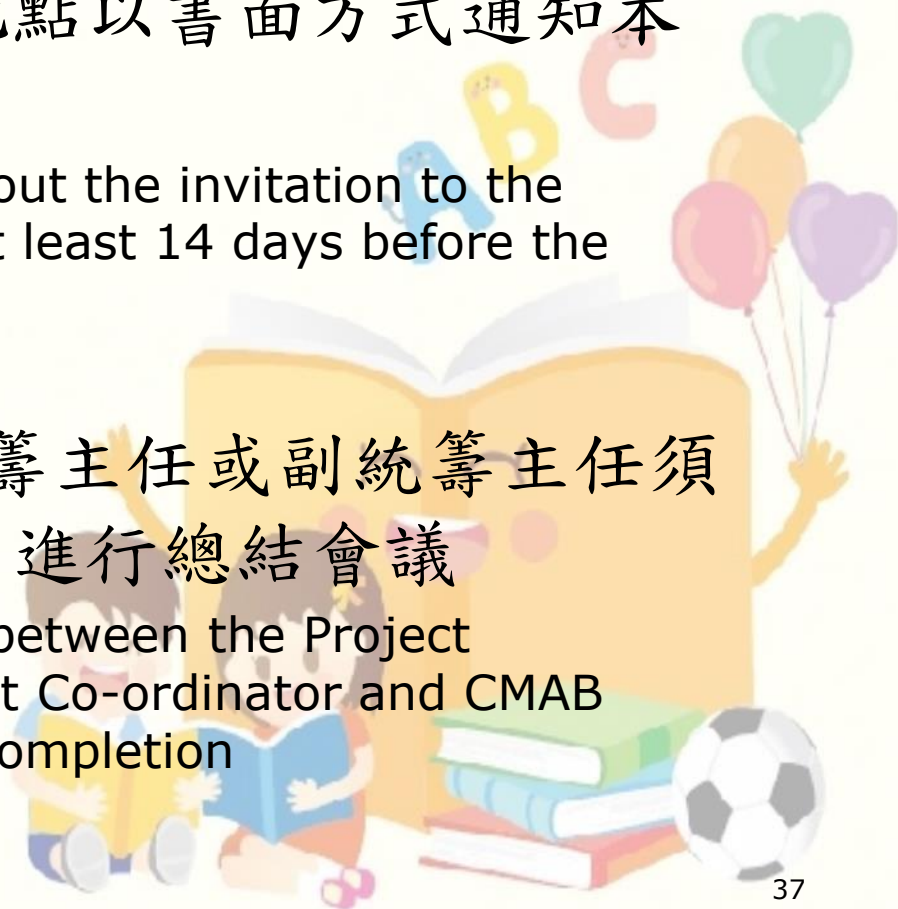 點以書面方式通知本
A B C
out the invitation to the
t least 14 days before the
籌主任或副統籌主任須
進行總結會議
between the Project
t Co-ordinator and CMAB
ompletion
37